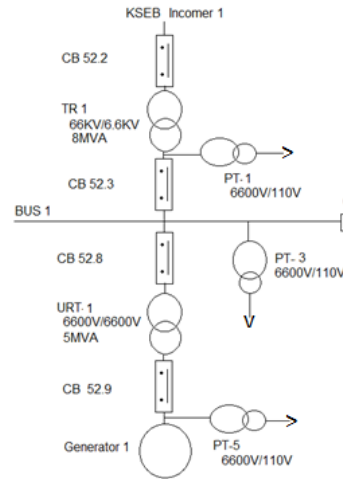 KSEB Incomer 1
CB 52.2
TR 1
66KV/6.6KV
8MVA
PT-1
6600V/110V
CB 52.3
BUS 1
CB 52.8
PT-3
6600V/110V
URT-1
6600V/6600V
5MVA
CB 52.9
Generator 1
PT-5
6600V/110V